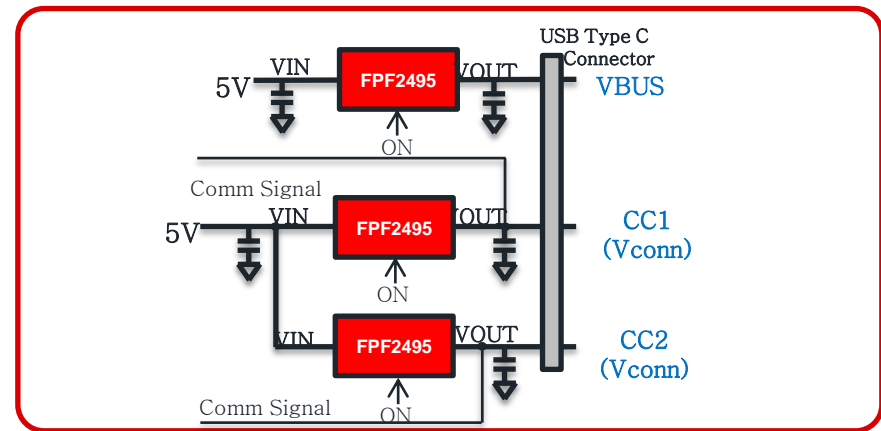 USB Type C
Connector
VIN
FPF2495
VOUT
5V
VBUS
ON
Comm Signal
VIN
FPF2495
VOUT
5V
CC1
(Vconn)
ON
VIN
FPF2495
VOUT
CC2
(Vconn)
Comm Signal
ON